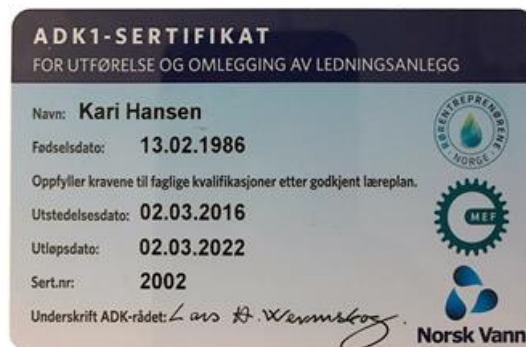 ADK1-SERTIFIKAT
FOR UTFØRELSE OG OMLEGGING AV LEDNINGSANLEGG
Navn: Kari Hansen
Fødselsdato: 13.02.1986
Oppfyller kravene til faglige kvalifikasjoner etter godkjent læreplan.
Utstedelsesdato: 02.03.2016
Utløpsdato: 02.03.2022
Sert.nr: 2002
Underskrift ADK-rådet: Lars A. Wermskog
RØRENTREPRENØRENE
· NORGE ·
MEF
Norsk Vann